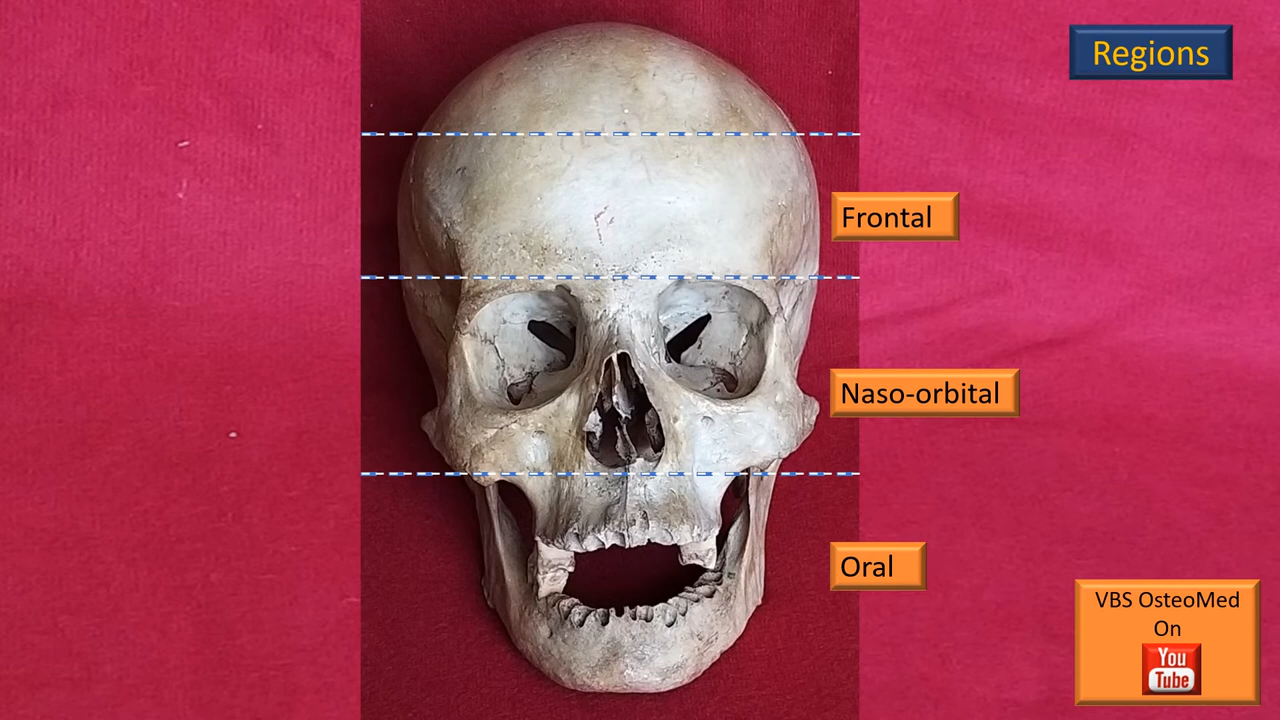 Regions
Frontal
Naso-orbital
Oral
VBS OsteoMed
On
You
Tube